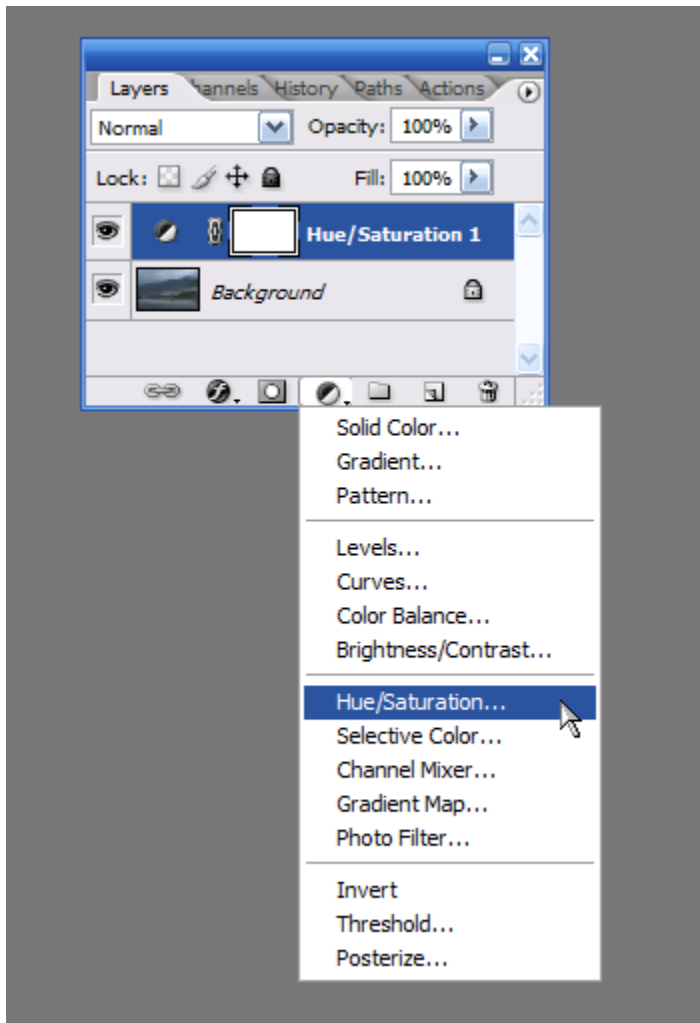 Layers hannels History Paths Actions
Normal Opacity: 100%
Lock: Fill: 100%
Hue/Saturation 1
Background
Solid Color...
Gradient...
Pattern...
Levels...
Curves...
Color Balance...
Brightness/Contrast...
Hue/Saturation...
Selective Color...
Channel Mixer...
Gradient Map...
Photo Filter...
Invert
Threshold...
Posterize...